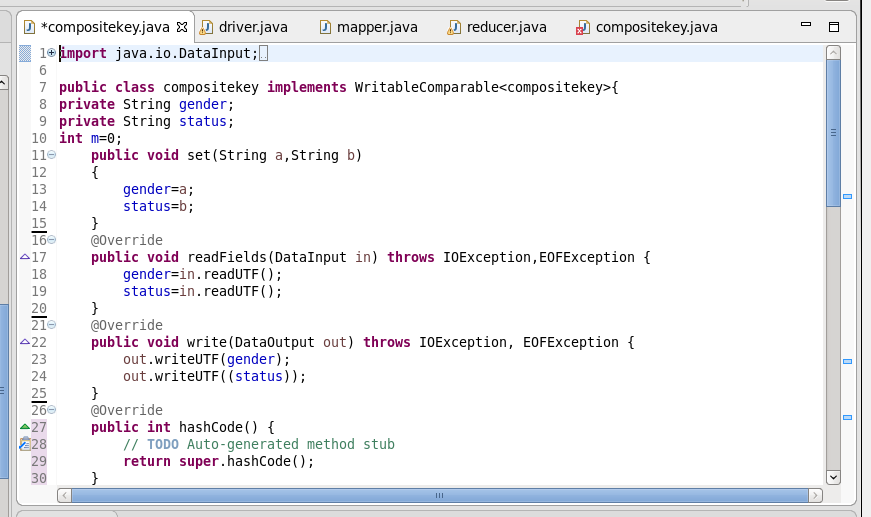 *compositekey.java driver.java mapper.java reducer.java compositekey.java
1 import java.io.DataInput;
6
7 public class compositekey implements WritableComparable<compositekey>{
8 private String gender;
9 private String status;
10 int m=0;
11 public void set(String a,String b)
12 {
13 gender=a;
14 status=b;
15 }
16 @Override
17 public void readFields(DataInput in) throws IOException,EOFException {
18 gender=in.readUTF();
19 status=in.readUTF();
20 }
21 @Override
22 public void write(DataOutput out) throws IOException, EOFException {
23 out.writeUTF(gender);
24 out.writeUTF((status));
25 }
26 @Override
27 public int hashCode() {
28 // TODO Auto-generated method stub
29 return super.hashCode();
30 }